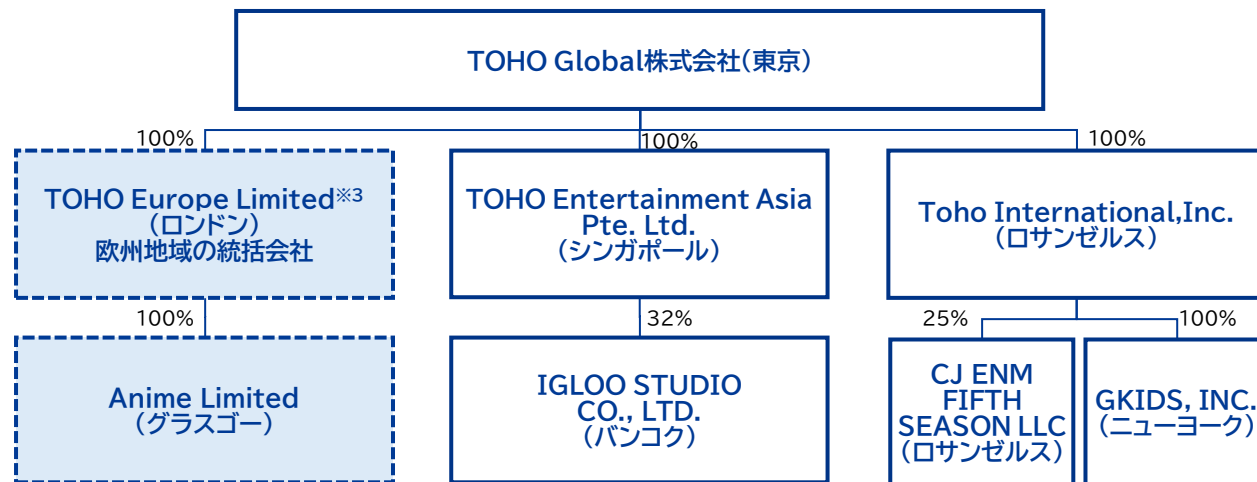 TOHO Global株式会社(東京)
100%
100%
100%
TOHO Europe Limited※3
(ロンドン)
欧州地域の統括会社
TOHO Entertainment Asia
Pte. Ltd.
(シンガポール)
Toho International,Inc.
(ロサンゼルス)
100%
32%
25%
100%
Anime Limited
(グラスゴー)
IGLOO STUDIO
CO., LTD.
(バンコク)
CJ ENM
FIFTH
SEASON LLC
(ロサンゼルス)
GKIDS, INC.
(ニューヨーク)